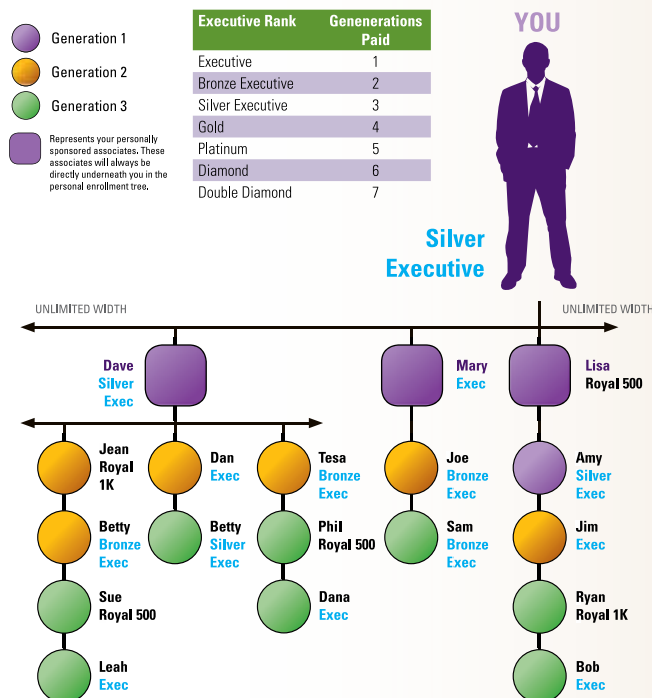 Generation 1
Generation 2
Generation 3
Represents your personally
sponsored associates. These
associates will always be
directly underneath you in the
personal enrollment tree.
Executive Rank Genenerations
Paid
Executive 1
Bronze Executive 2
Silver Executive 3
Gold 4
Platinum 5
Diamond 6
Double Diamond 7
YOU
Silver
Executive
UNLIMITED WIDTH
UNLIMITED WIDTH
Dave
Silver
Exec
Mary
Exec
Lisa
Royal 500
Jean
Royal
1K
Dan
Exec
Tesa
Bronze
Exec
Joe
Bronze
Exec
Amy
Silver
Exec
Betty
Bronze
Exec
Betty
Silver
Exec
Phil
Royal 500
Sam
Bronze
Exec
Jim
Exec
Sue
Royal 500
Dana
Exec
Ryan
Royal 1K
Leah
Exec
Bob
Exec